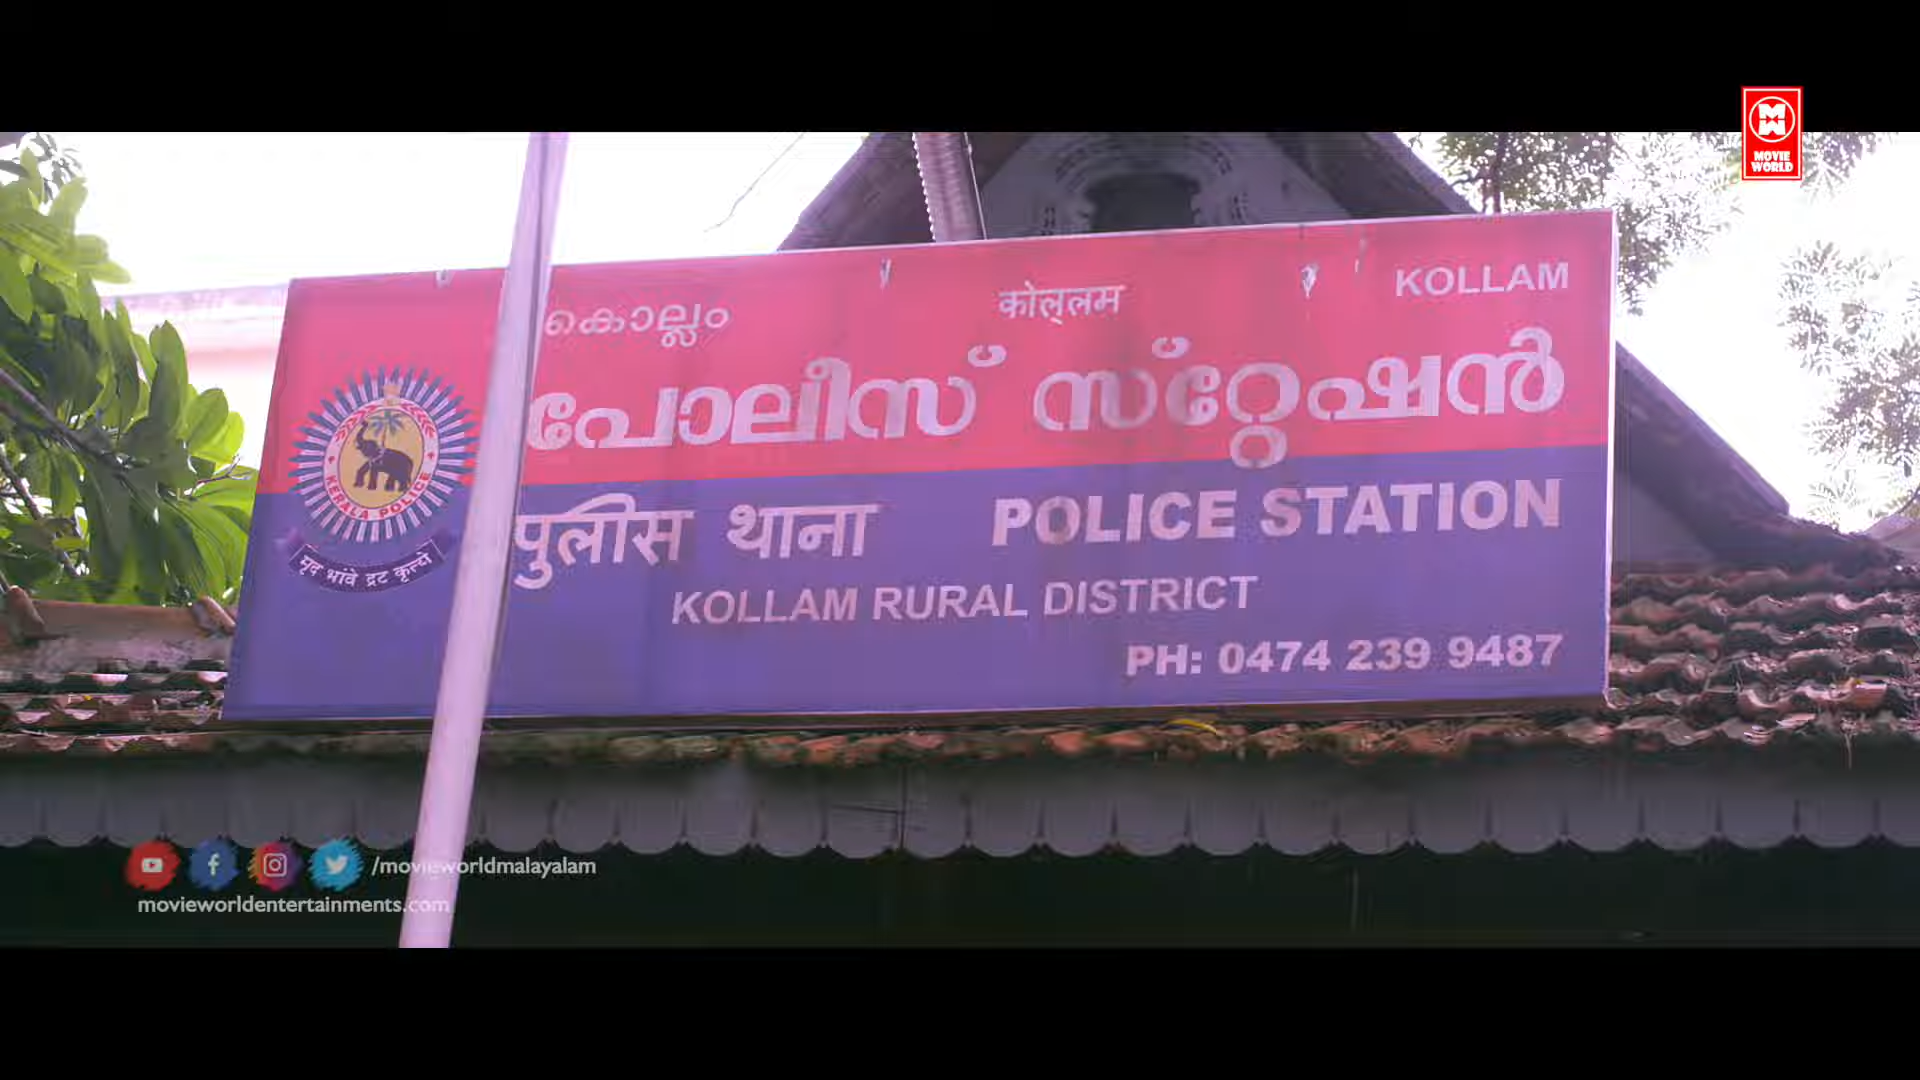 MOVIE
WORLD
കൊല്ലം कोल्लम KOLLAM
പോലീസ് സ്റ്റേഷൻ
पुलीस थाना POLICE STATION
KOLLAM RURAL DISTRICT
PH: 0474 239 9487
KERALA POLICE
मृदु भावे द्रढ कृत्ये
/movieworldmalayalam
movieworldentertainments.com